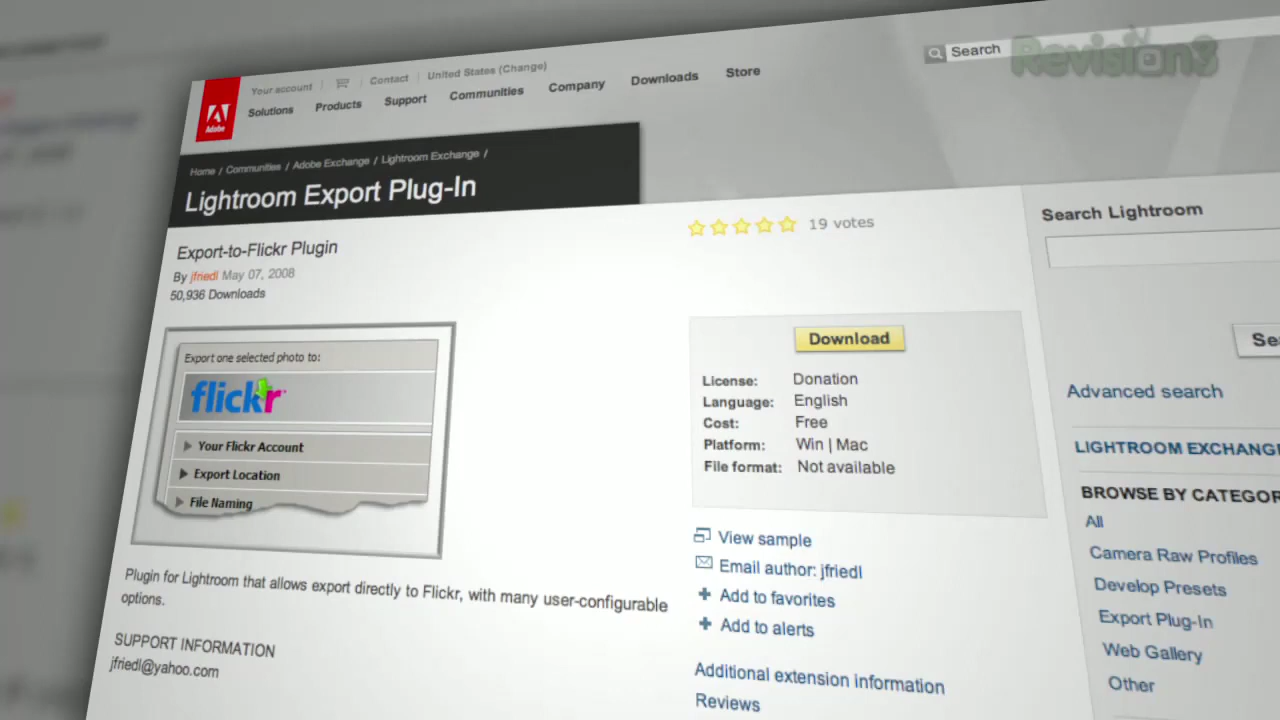 Search
Revision3
Your account | Contact | United States (Change)
Solutions Products Support Communities Company Downloads Store
Adobe
Home / Communities / Adobe Exchange / Lightroom Exchange /
Lightroom Export Plug-In
Export-to-Flickr Plugin
By jfriedl May 07, 2008
50,936 Downloads
19 votes
Search Lightroom
Export one selected photo to:
flickr
Your Flickr Account
Export Location
File Naming
Download
License: Donation
Language: English
Cost: Free
Platform: Win | Mac
File format: Not available
Plugin for Lightroom that allows export directly to Flickr, with many user-configurable
options.
SUPPORT INFORMATION
jfriedl@yahoo.com
View sample
Email author: jfriedl
Add to favorites
Add to alerts
Additional extension information
Reviews
Se
Advanced search
LIGHTROOM EXCHANGE
BROWSE BY CATEGOR
All
Camera Raw Profiles
Develop Presets
Export Plug-In
Web Gallery
Other